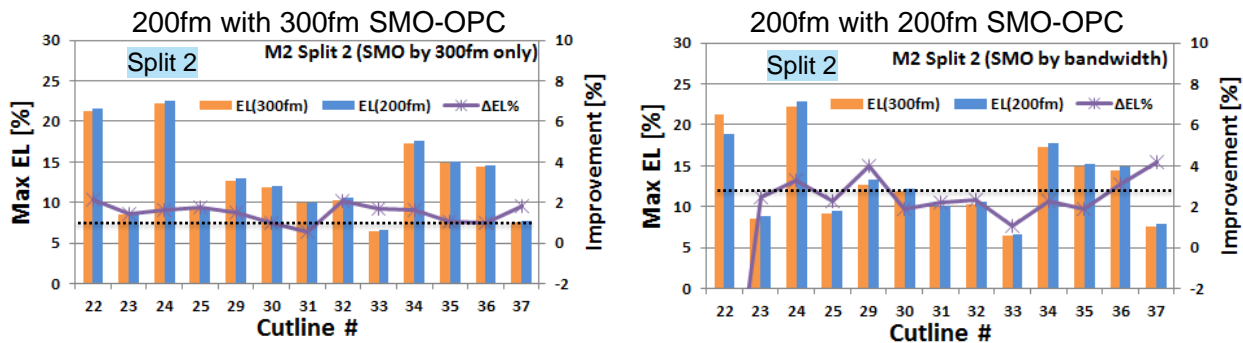 200fm with 300fm SMO-OPC
30
25
20
15
10
5
0
Max EL [%]
Split 2
M2 Split 2 (SMO by 300fm only)
EL(300fm) EL(200fm) ΔEL%
10
8
6
4
2
0
-2
Improvement [%]
22 23 24 25 29 30 31 32 33 34 35 36 37
Cutline #
200fm with 200fm SMO-OPC
30
25
20
15
10
5
0
Max EL [%]
Split 2
M2 Split 2 (SMO by bandwidth)
EL(300fm) EL(200fm) ΔEL%
10
8
6
4
2
0
-2
Improvement [%]
22 23 24 25 29 30 31 32 33 34 35 36 37
Cutline #